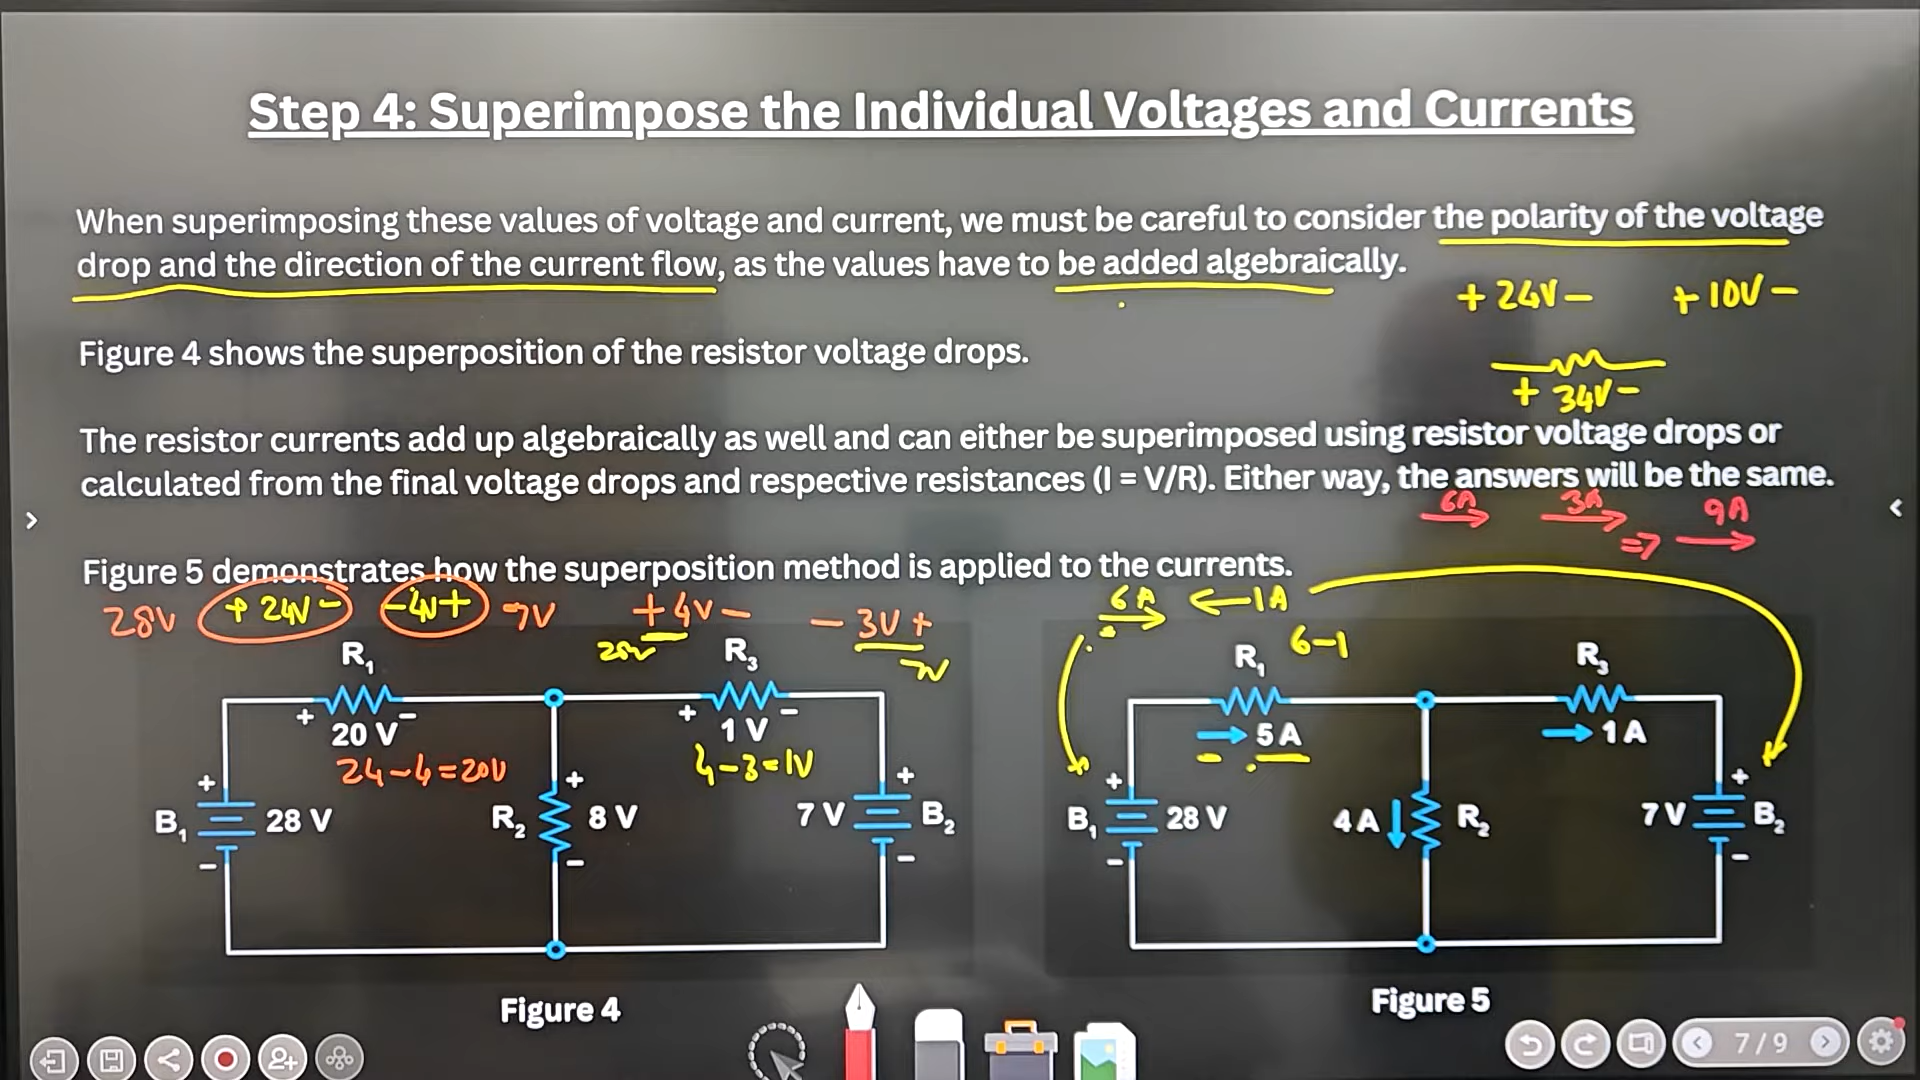 Step 4: Superimpose the Individual Voltages and Currents
When superimposing these values of voltage and current, we must be careful to consider the polarity of the voltage
drop and the direction of the current flow, as the values have to be added algebraically.
+ 24V − + 10V −
Figure 4 shows the superposition of the resistor voltage drops.
+ 34V −
The resistor currents add up algebraically as well and can either be superimposed using resistor voltage drops or
calculated from the final voltage drops and respective resistances (I = V/R). Either way, the answers will be the same.
6A 3A => 9A
Figure 5 demonstrates how the superposition method is applied to the currents.
28V + 24V − − 4V + 7V + 4V − − 3V +
28V 7V
R1 R3
+ 20 V − + 1 V −
24 − 4 = 20V 4 − 3 = 1V
+ + +
B1 28 V R2 8 V 7 V B2
− − −
Figure 4
6A ← 1A
6 − 1
R1 R3
5 A 1 A
+ +
B1 28 V 4 A R2 7 V B2
− −
Figure 5
7 / 9